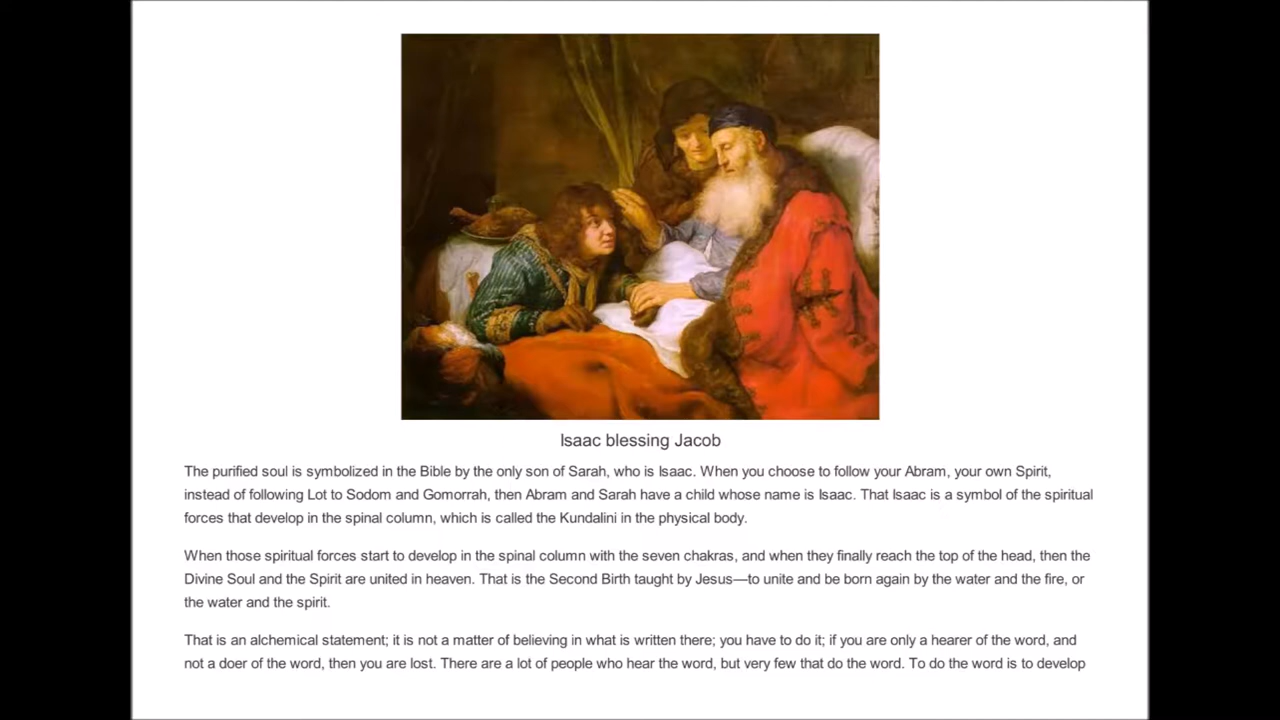 Isaac blessing Jacob
The purified soul is symbolized in the Bible by the only son of Sarah, who is Isaac. When you choose to follow your Abram, your own Spirit,
instead of following Lot to Sodom and Gomorrah, then Abram and Sarah have a child whose name is Isaac. That Isaac is a symbol of the spiritual
forces that develop in the spinal column, which is called the Kundalini in the physical body.
When those spiritual forces start to develop in the spinal column with the seven chakras, and when they finally reach the top of the head, then the
Divine Soul and the Spirit are united in heaven. That is the Second Birth taught by Jesus—to unite and be born again by the water and the fire, or
the water and the spirit.
That is an alchemical statement; it is not a matter of believing in what is written there; you have to do it; if you are only a hearer of the word, and
not a doer of the word, then you are lost. There are a lot of people who hear the word, but very few that do the word. To do the word is to develop